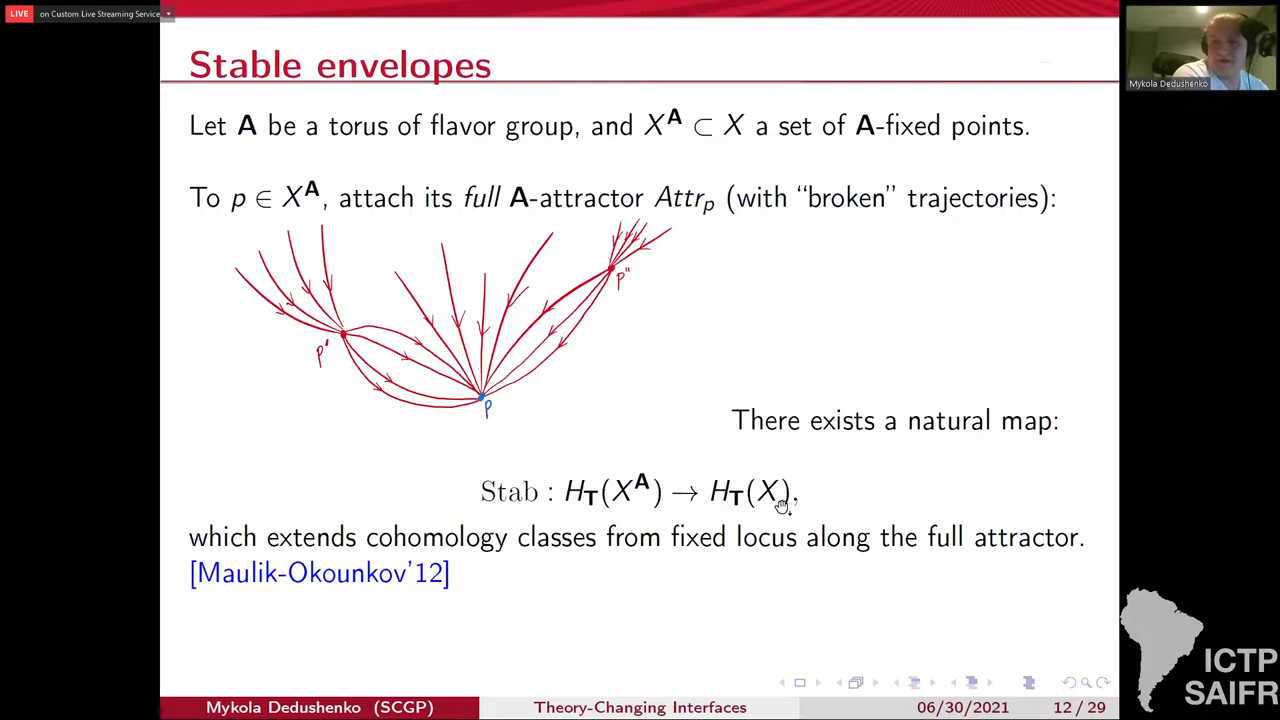 LIVE on Custom Live Streaming Service
Mykola Dedushenko
Stable envelopes
Let A be a torus of flavor group, and X^A ⊂ X a set of A-fixed points.
To p ∈ X^A, attach its full A-attractor Attr_p (with “broken” trajectories):
p''
p'
p
There exists a natural map:
Stab : H_T(X^A) → H_T(X),
which extends cohomology classes from fixed locus along the full attractor.
[Maulik-Okounkov'12]
ICTP
SAIFR
Mykola Dedushenko (SCGP) Theory-Changing Interfaces 06/30/2021 12 / 29